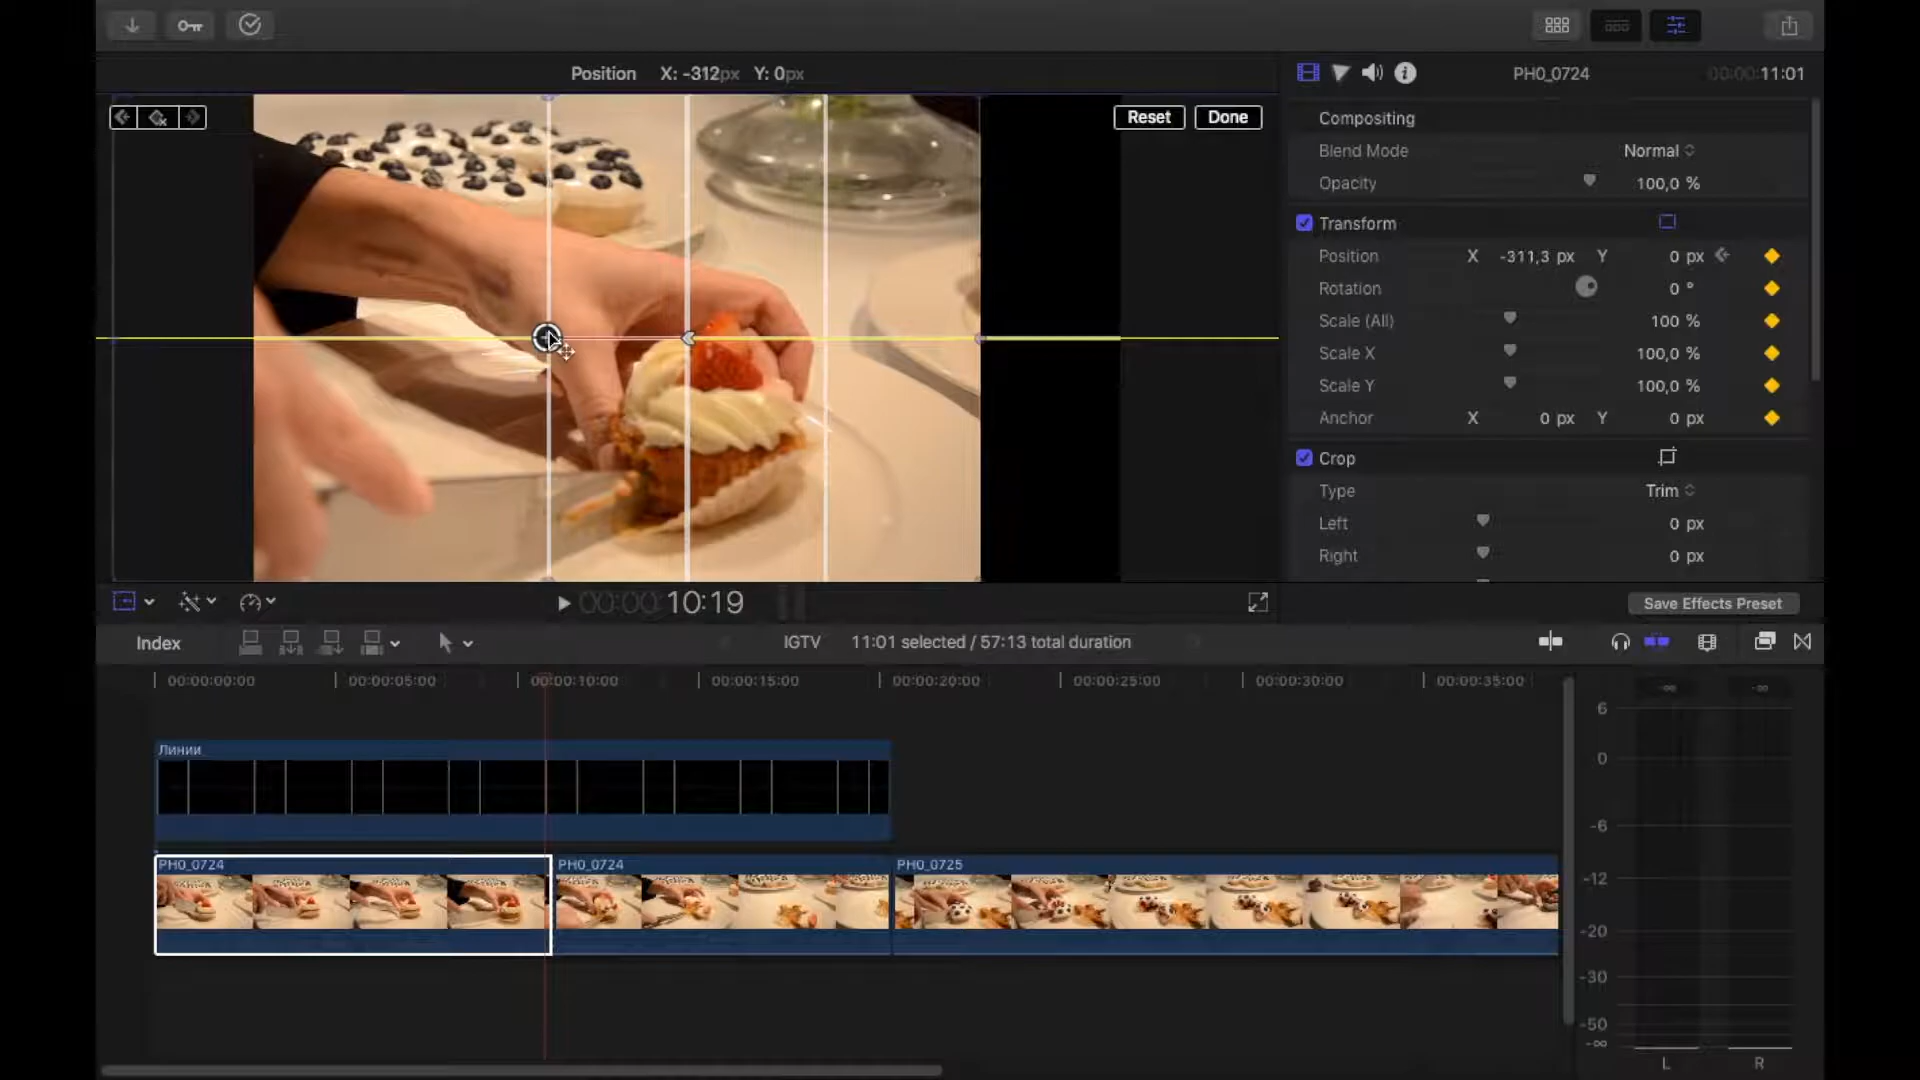 Position X: -312px Y: 0px
PH0_0724 00:00:11:01
Reset Done
Compositing
Blend Mode Normal
Opacity 100,0 %
Transform
Position X -311,3 px Y 0 px
Rotation 0 °
Scale (All) 100 %
Scale X 100,0 %
Scale Y 100,0 %
Anchor X 0 px Y 0 px
Crop
Type Trim
Left 0 px
Right 0 px
00:00:10:19
Save Effects Preset
Index
IGTV 11:01 selected / 57:13 total duration
00:00:00:00 00:00:05:00 00:00:10:00 00:00:15:00 00:00:20:00 00:00:25:00 00:00:30:00 00:00:35:00
Линии
PH0_0724 PH0_0724 PH0_0725
-∞ -∞
6
0
-6
-12
-20
-30
-50
-∞
L R